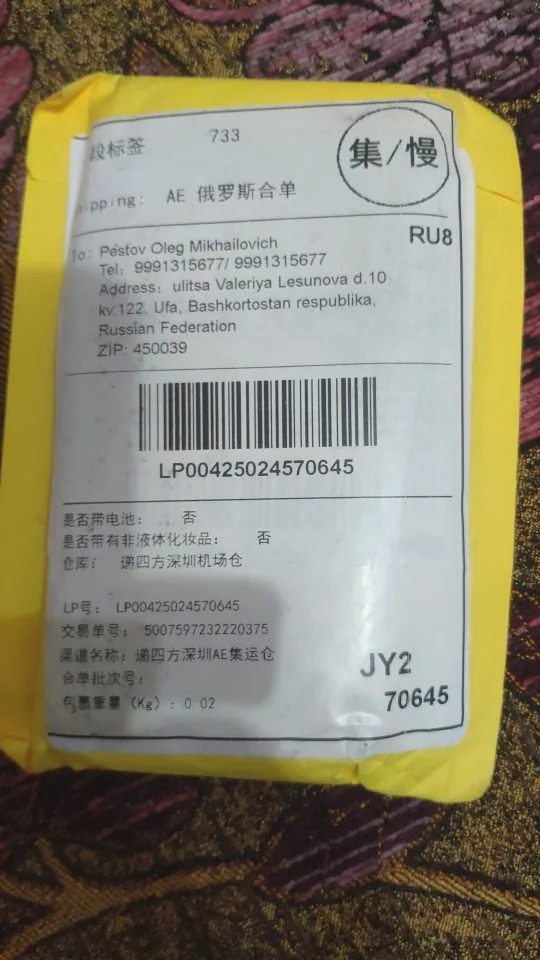 段标签 733
集/慢
ipping: AE 俄罗斯合单
RU8
To: Pestov Oleg Mikhailovich
Tel: 9991315677/ 9991315677
Address: ulitsa Valeriya Lesunova d.10
kv.122, Ufa, Bashkortostan respublika,
Russian Federation
ZIP: 450039
LP00425024570645
是否带电池: 否
是否带有非液体化妆品: 否
仓库: 递四方深圳机场仓
LP号: LP00425024570645
交易单号: 5007597232220375
渠道名称: 递四方深圳AE集运仓
合单批次号:
包裹重量 (Kg) : 0.02
JY2
70645